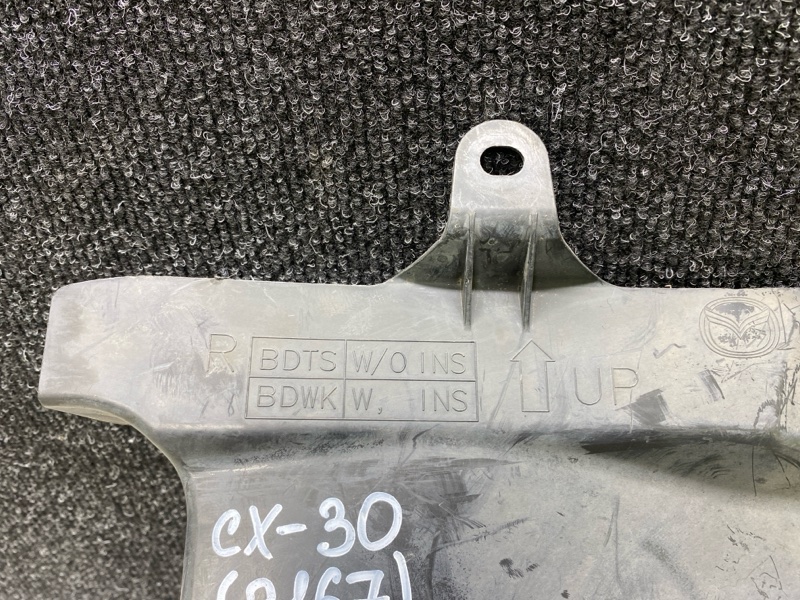 R
BDTS W/O INS
BDWK W, INS
UP
CX-30